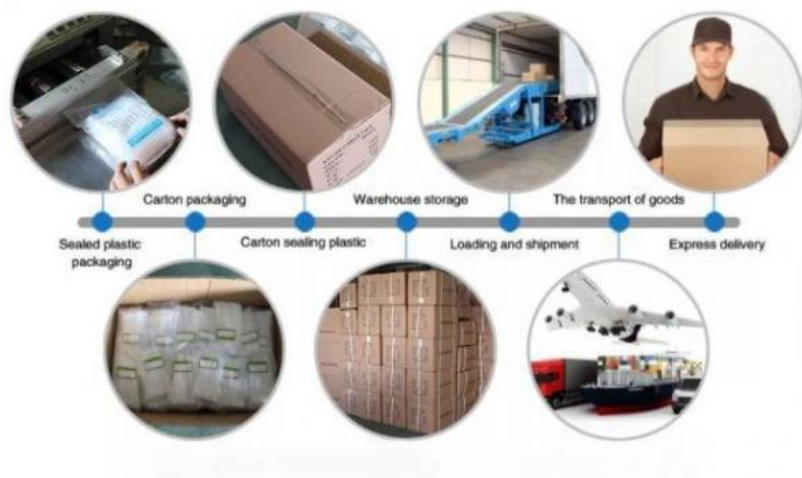 Carton packaging
Warehouse storage
The transport of goods
Sealed plastic
packaging
Carton sealing plastic
Loading and shipment
Express delivery